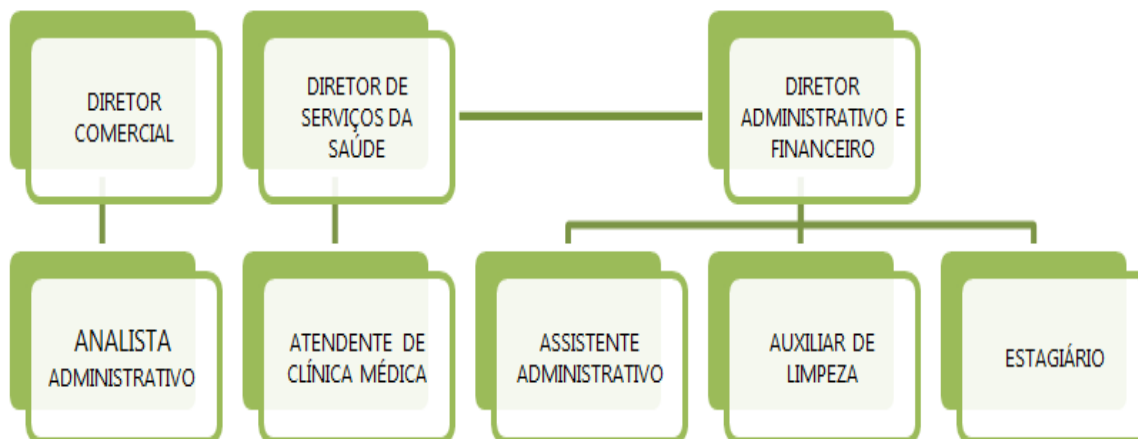 DIRETOR
COMERCIAL
DIRETOR DE
SERVIÇOS DA
SAÚDE
DIRETOR
ADMINISTRATIVO E
FINANCEIRO
ANALISTA
ADMINISTRATIVO
ATENDENTE DE
CLÍNICA MÉDICA
ASSISTENTE
ADMINISTRATIVO
AUXILIAR DE
LIMPEZA
ESTAGIÁRIO